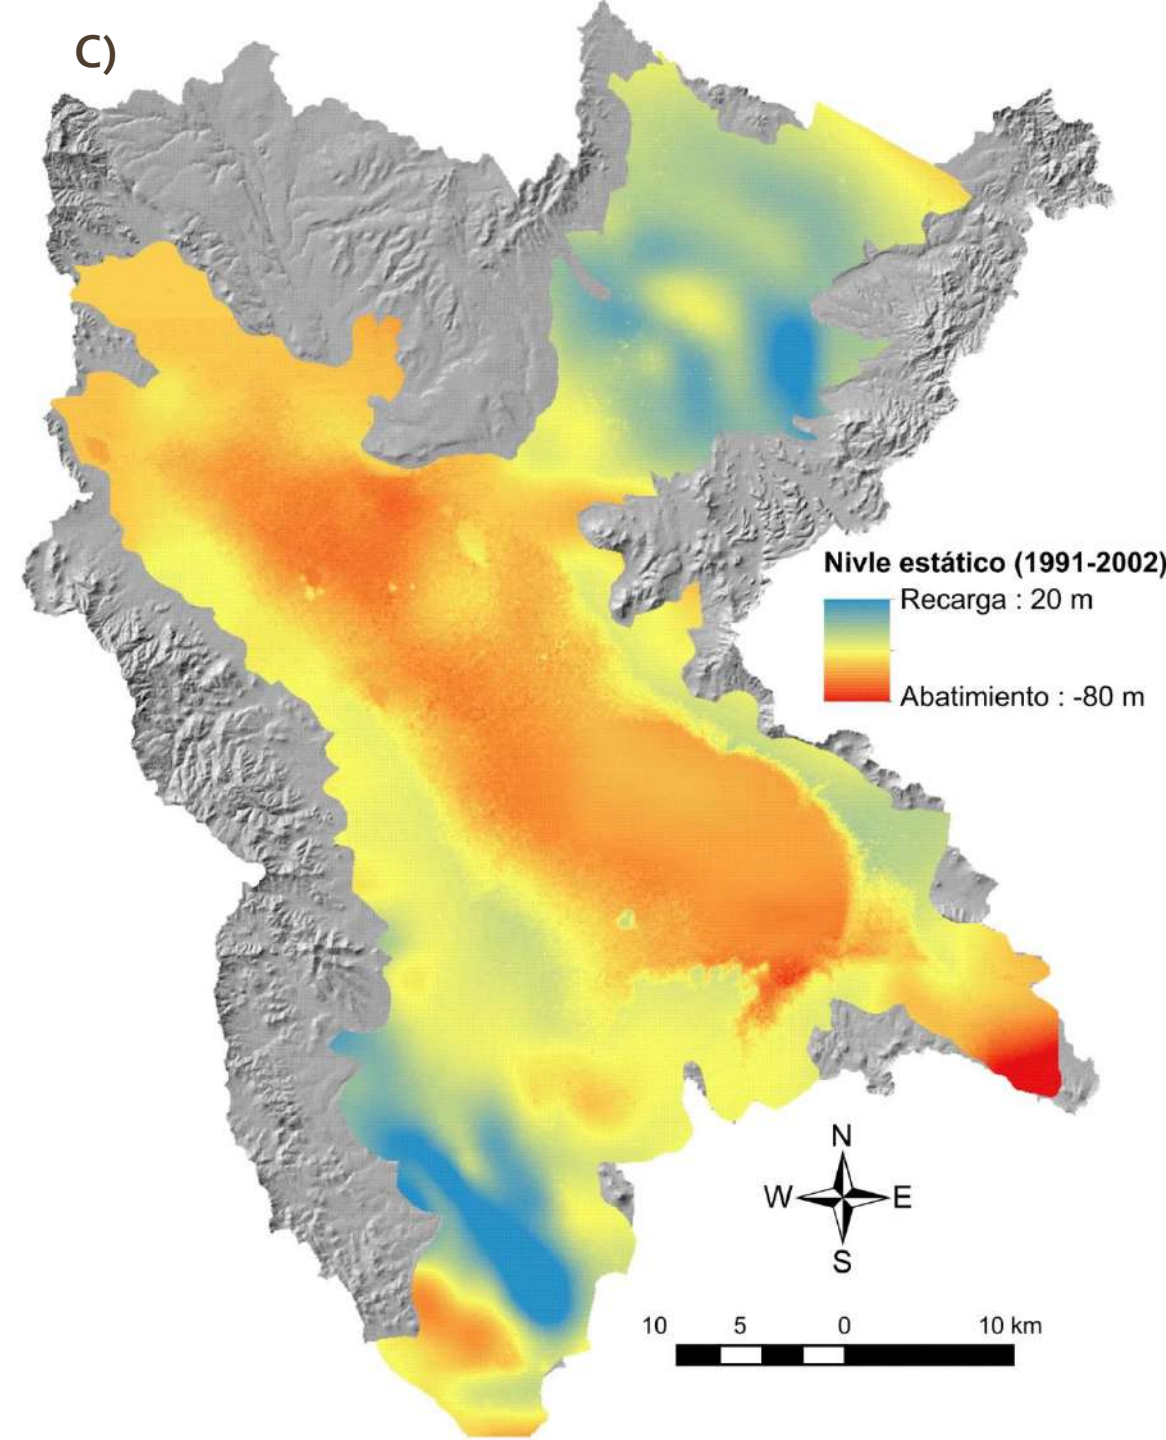 C)
Nivle estático (1991-2002)
Recarga : 20 m
Abatimiento : -80 m
N
W E
S
10 5 0 10 km